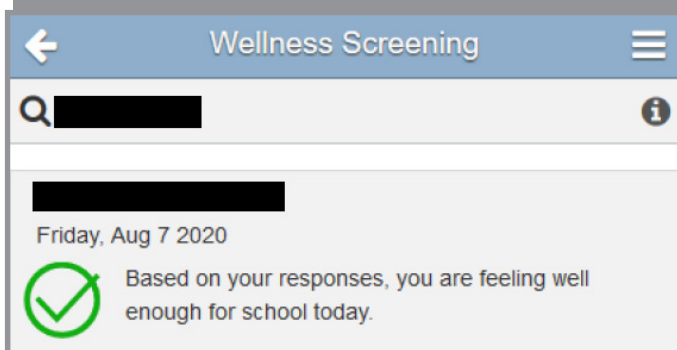 Wellness Screening
Friday, Aug 7 2020
Based on your responses, you are feeling well
enough for school today.